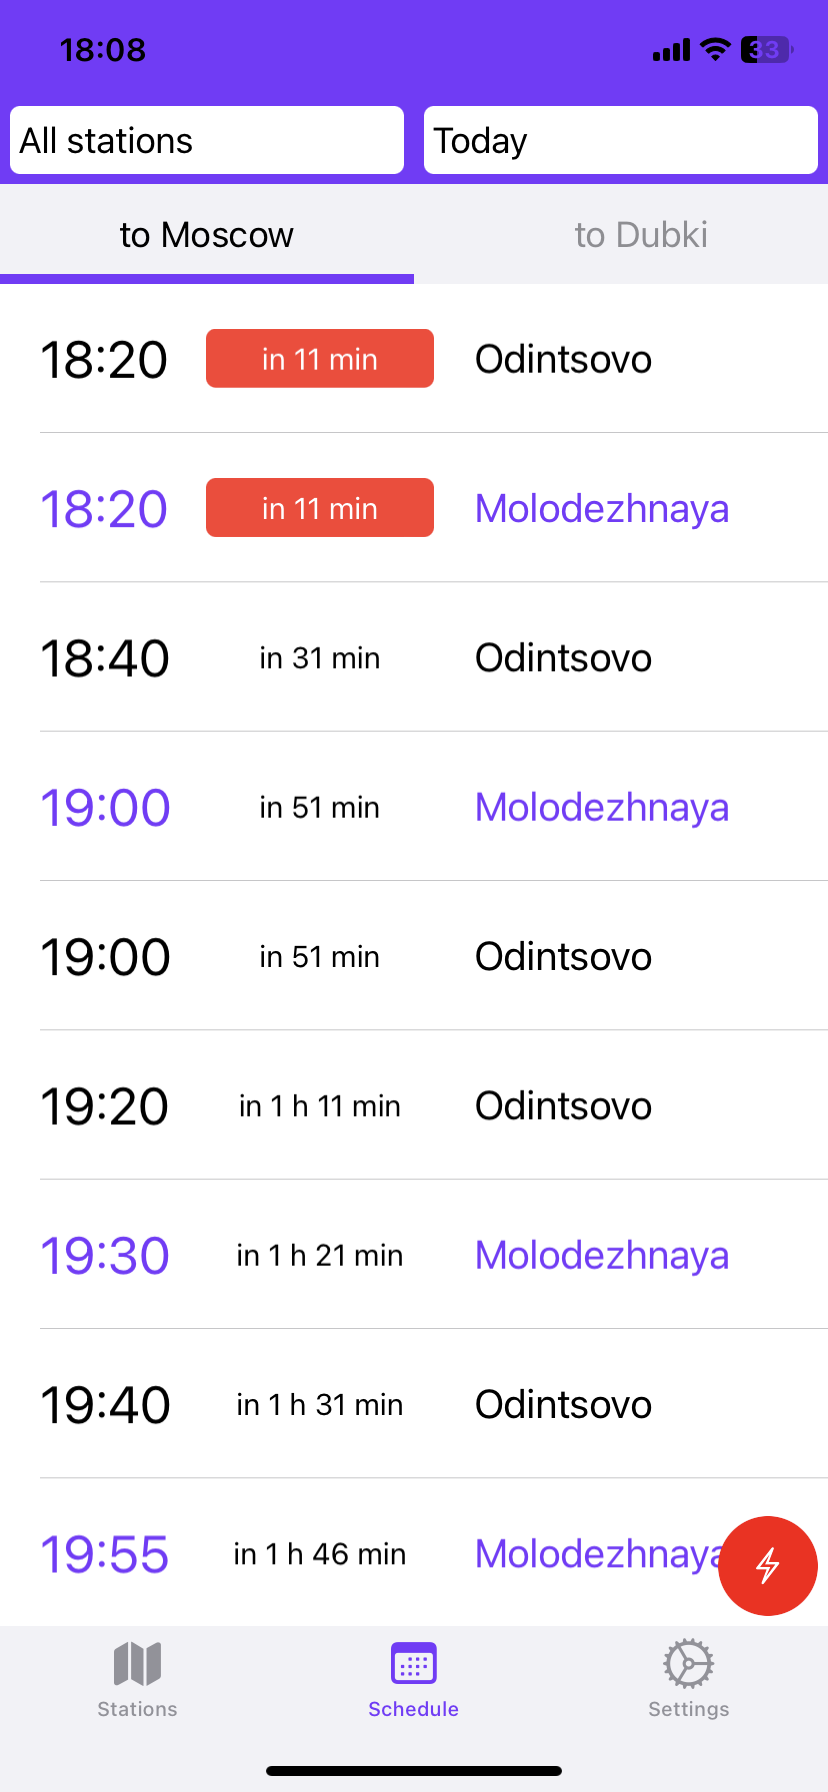 18:08 33
All stations Today
to Moscow to Dubki
18:20 in 11 min Odintsovo
18:20 in 11 min Molodezhnaya
18:40 in 31 min Odintsovo
19:00 in 51 min Molodezhnaya
19:00 in 51 min Odintsovo
19:20 in 1 h 11 min Odintsovo
19:30 in 1 h 21 min Molodezhnaya
19:40 in 1 h 31 min Odintsovo
19:55 in 1 h 46 min Molodezhnaya
Stations Schedule Settings